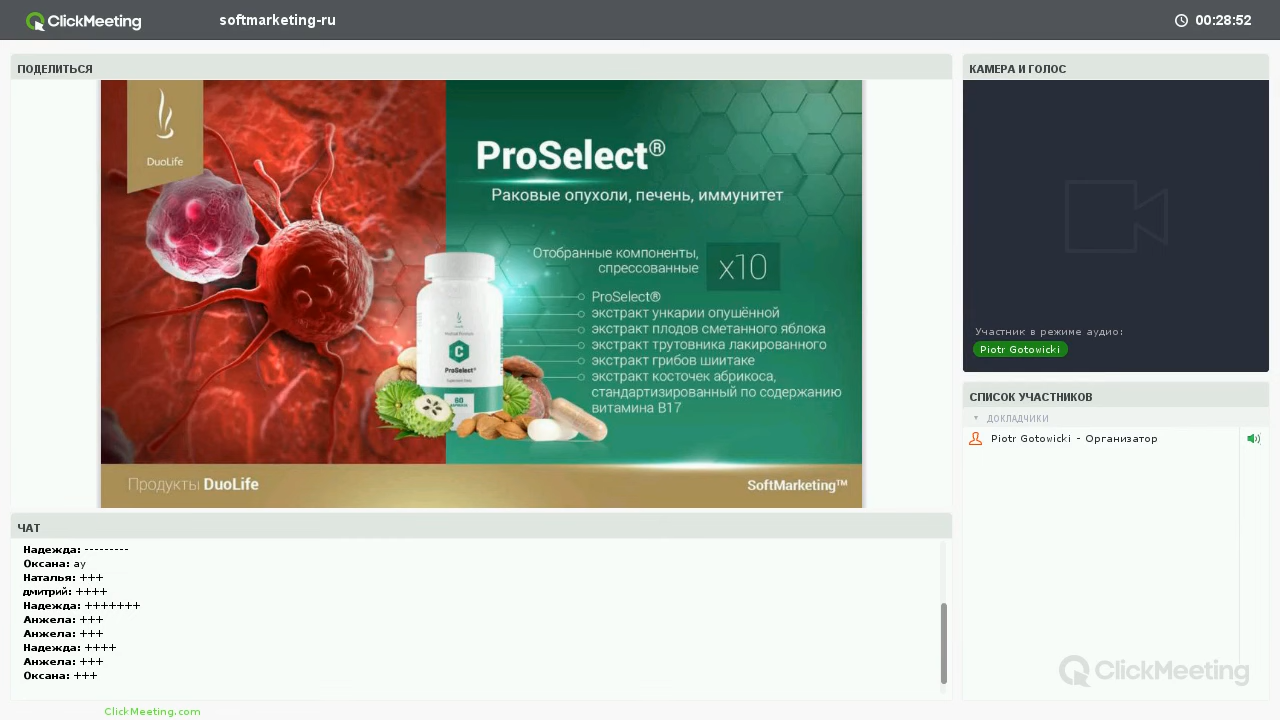 ClickMeeting
softmarketing-ru
00:28:52
ПОДЕЛИТЬСЯ
DuoLife
ProSelect®
Раковые опухоли, печень, иммунитет
Отобранные компоненты,
спрессованные
x10
ProSelect®
экстракт ункарии опушённой
экстракт плодов сметанного яблока
экстракт трутовника лакированного
экстракт грибов шиитаке
экстракт косточек абрикоса,
стандартизированный по содержанию
витамина B17
C
ProSelect®
60
Продукты DuoLife
SoftMarketing™
КАМЕРА И ГОЛОС
Участник в режиме аудио:
Piotr Gotowicki
СПИСОК УЧАСТНИКОВ
ДОКЛАДЧИКИ
Piotr Gotowicki - Организатор
ЧАТ
Надежда: ---------
Оксана: ау
Наталья: +++
дмитрий: ++++
Надежда: +++++++
Анжела: +++
Анжела: +++
Надежда: ++++
Анжела: +++
Оксана: +++
ClickMeeting
ClickMeeting.com